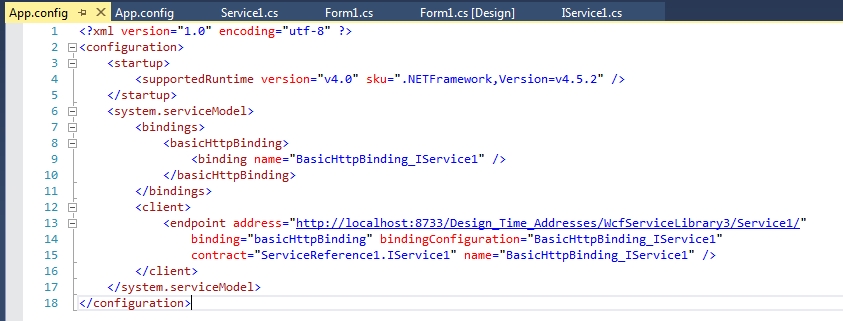 App.config App.config Service1.cs Form1.cs Form1.cs [Design] IService1.cs
1 <?xml version="1.0" encoding="utf-8" ?>
2 <configuration>
3 <startup>
4 <supportedRuntime version="v4.0" sku=".NETFramework,Version=v4.5.2" />
5 </startup>
6 <system.serviceModel>
7 <bindings>
8 <basicHttpBinding>
9 <binding name="BasicHttpBinding_IService1" />
10 </basicHttpBinding>
11 </bindings>
12 <client>
13 <endpoint address="http://localhost:8733/Design_Time_Addresses/WcfServiceLibrary3/Service1/"
14 binding="basicHttpBinding" bindingConfiguration="BasicHttpBinding_IService1"
15 contract="ServiceReference1.IService1" name="BasicHttpBinding_IService1" />
16 </client>
17 </system.serviceModel>
18 </configuration>